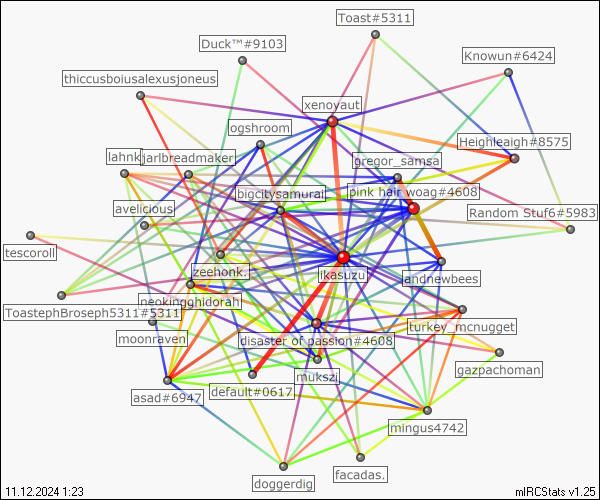 Toast#5311
Duck™#9103
Knowun#6424
thiccusboiusalexusjoneus
xenoyaut
ogshroom
Heighleaigh#8575
lahnk
jarlbreadmaker
gregor_samsa
bigcitysamurai
pink hair woag#4608
avelicious
Random Stuf6#5983
tescoroll
zeehonk.
ikasuzu
andnewbees
neokingghidorah
ToastephBroseph5311#5311
turkey_mcnugget
moonraven
disaster of passion#4608
gazpachoman
mukszi
asad#6947
default#0617
mingus4742
doggerdig
facadas.
11.12.2024 1:23
mIRCStats v1.25